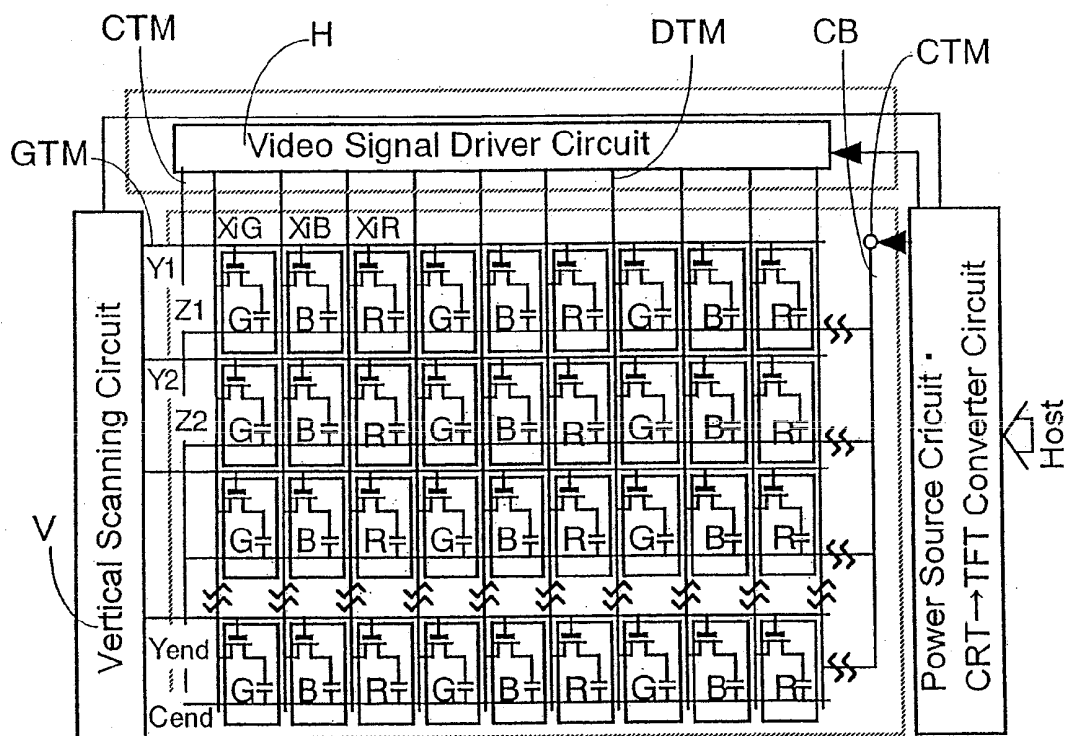 CTM
H
DTM
CB
CTM
GTM
Video Signal Driver Circuit
XiG XiB XiR
Y1
Z1
G B R G B R G B R
Y2
Z2
G B R G B R G B R
G B R G B R G B R
V
Yend
G B R G B R G B R
Cend
Vertical Scanning Circuit
Power Source Cricuit ·
CRT→TFT Converter Circuit
Host